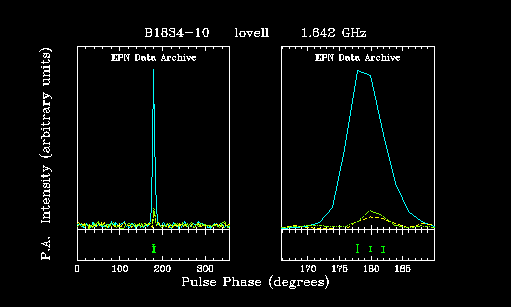 B1834-10 lovell 1.642 GHz
EPN Data Archive EPN Data Archive
P.A. Intensity (arbitrary units)
0 100 200 300 170 175 180 185
Pulse Phase (degrees)